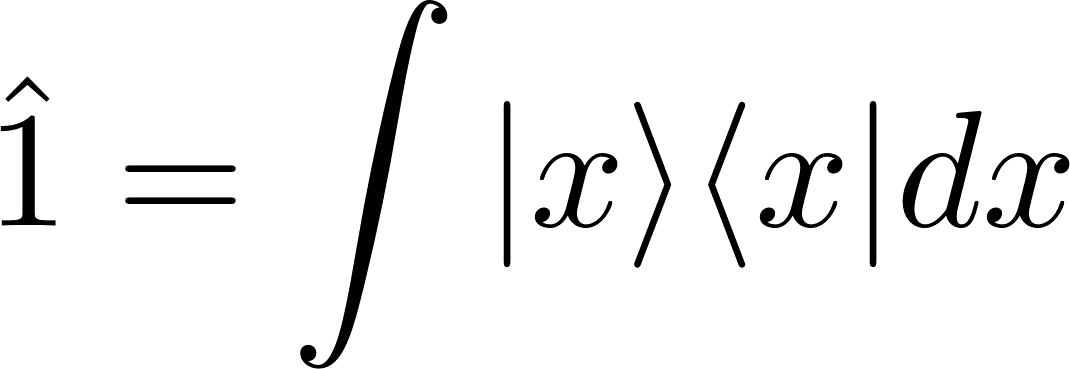 1̂ = ∫ |x⟩⟨x|dx